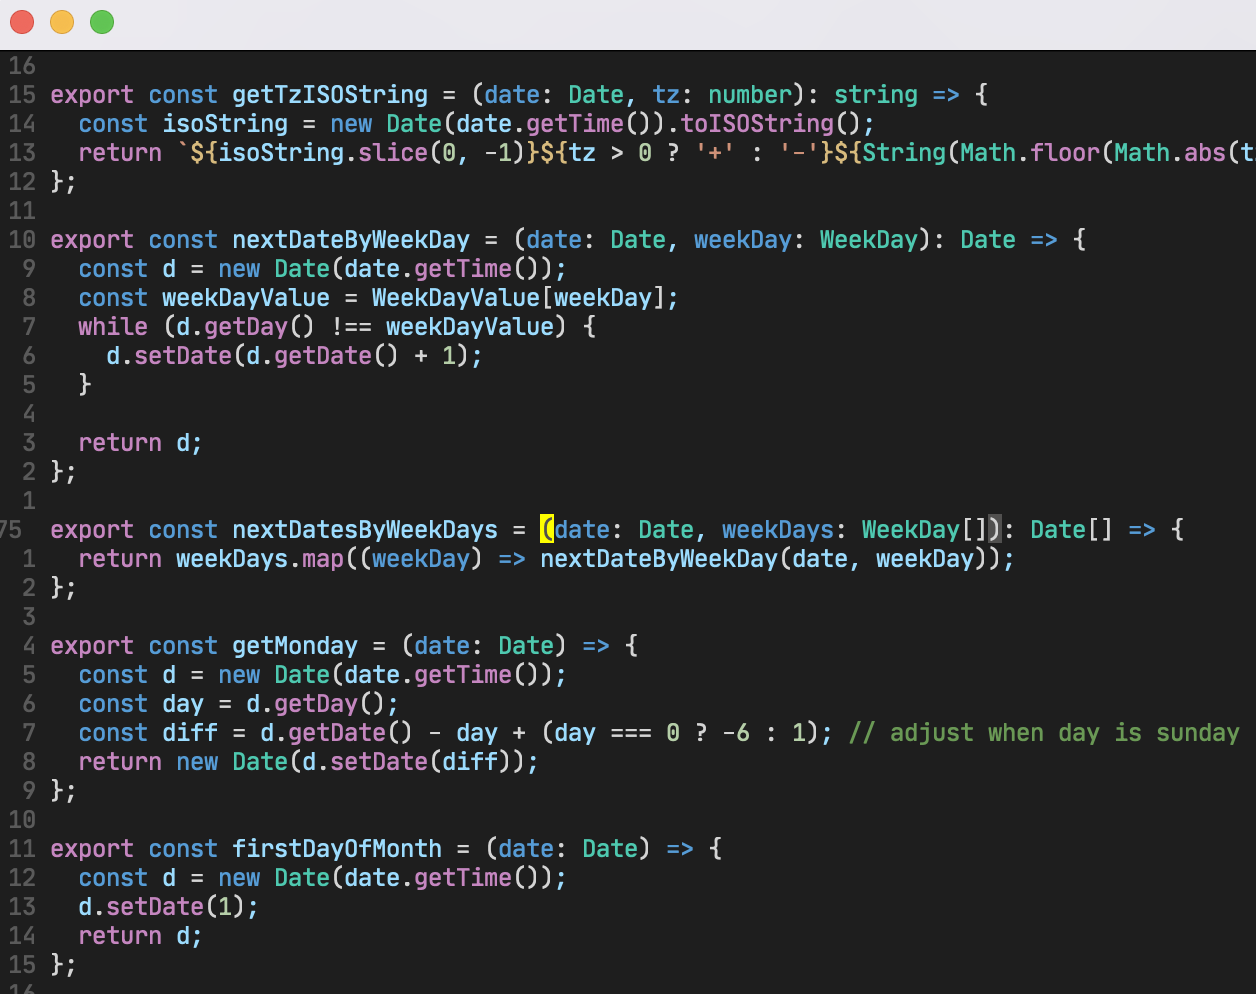 16
15 export const getTzISOString = (date: Date, tz: number): string => {
14   const isoString = new Date(date.getTime()).toISOString();
13   return `${isoString.slice(0, -1)}${tz > 0 ? '+' : '-'}${String(Math.floor(Math.abs(tz
12 };
11
10 export const nextDateByWeekDay = (date: Date, weekDay: WeekDay): Date => {
9   const d = new Date(date.getTime());
8   const weekDayValue = WeekDayValue[weekDay];
7   while (d.getDay() !== weekDayValue) {
6     d.setDate(d.getDate() + 1);
5   }
4
3   return d;
2 };
1
75 export const nextDatesByWeekDays = (date: Date, weekDays: WeekDay[]): Date[] => {
1   return weekDays.map((weekDay) => nextDateByWeekDay(date, weekDay));
2 };
3
4 export const getMonday = (date: Date) => {
5   const d = new Date(date.getTime());
6   const day = d.getDay();
7   const diff = d.getDate() - day + (day === 0 ? -6 : 1); // adjust when day is sunday
8   return new Date(d.setDate(diff));
9 };
10
11 export const firstDayOfMonth = (date: Date) => {
12   const d = new Date(date.getTime());
13   d.setDate(1);
14   return d;
15 };
16